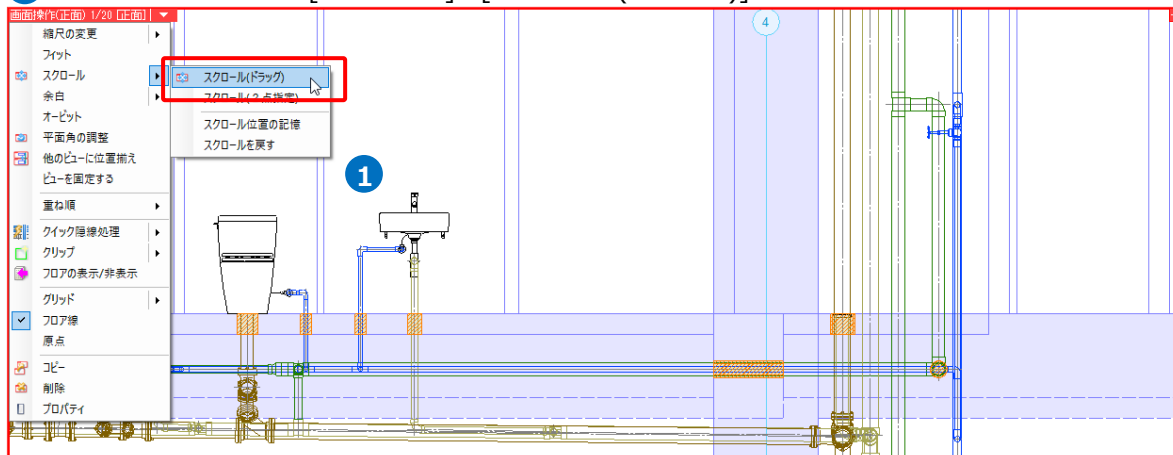 画面操作(正面) 1/20 [正面]
縮尺の変更
フィット
スクロール
余白
オービット
平面角の調整
他のビューに位置揃え
ビューを固定する
重ね順
クイック隠線処理
クリップ
フロアの表示/非表示
グリッド
フロア線
原点
コピー
削除
プロパティ
スクロール(ドラッグ)
スクロール(2点指定)
スクロール位置の記憶
スクロールを戻す
1
4